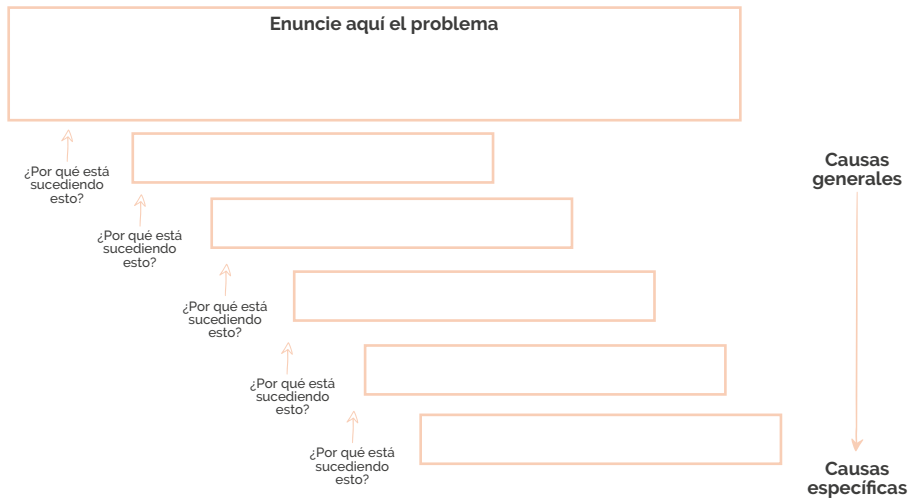 Enuncie aquí el problema
¿Por qué está
sucediendo
esto?
Causas
generales
¿Por qué está
sucediendo
esto?
¿Por qué está
sucediendo
esto?
¿Por qué está
sucediendo
esto?
¿Por qué está
sucediendo
esto?
Causas
específicas